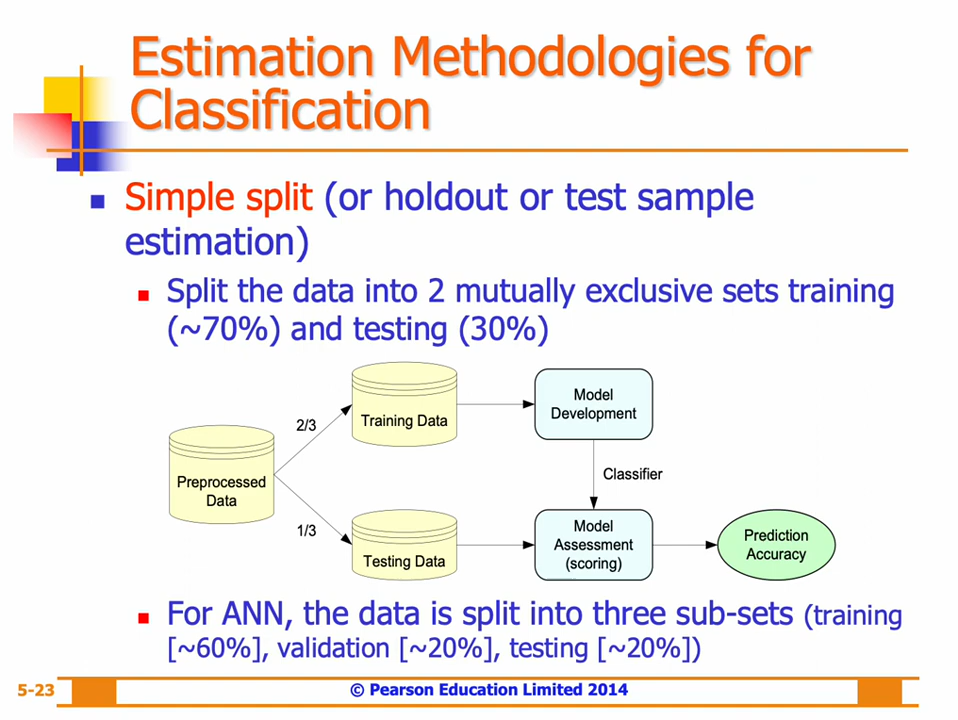 Estimation Methodologies for
Classification
Simple split (or holdout or test sample
estimation)
Split the data into 2 mutually exclusive sets training
(~70%) and testing (30%)
2/3
Training Data
Model
Development
Preprocessed
Data
Classifier
1/3
Testing Data
Model
Assessment
(scoring)
Prediction
Accuracy
For ANN, the data is split into three sub-sets (training
[~60%], validation [~20%], testing [~20%])
5-23
© Pearson Education Limited 2014